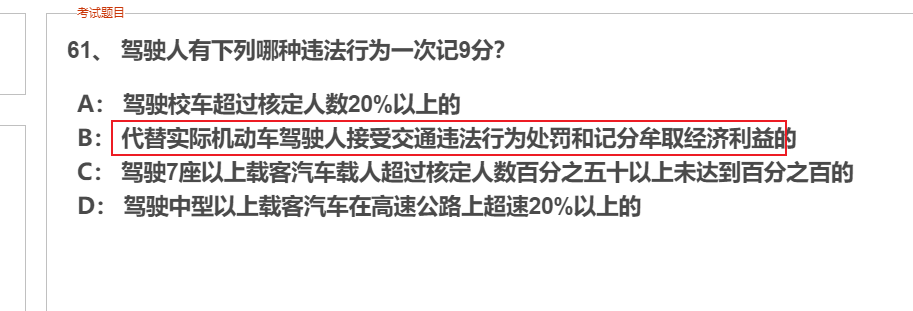 考试题目
61、 驾驶人有下列哪种违法行为一次记9分？
A： 驾驶校车超过核定人数20%以上的
B： 代替实际机动车驾驶人接受交通违法行为处罚和记分牟取经济利益的
C： 驾驶7座以上载客汽车载人超过核定人数百分之五十以上未达到百分之百的
D： 驾驶中型以上载客汽车在高速公路上超速20%以上的